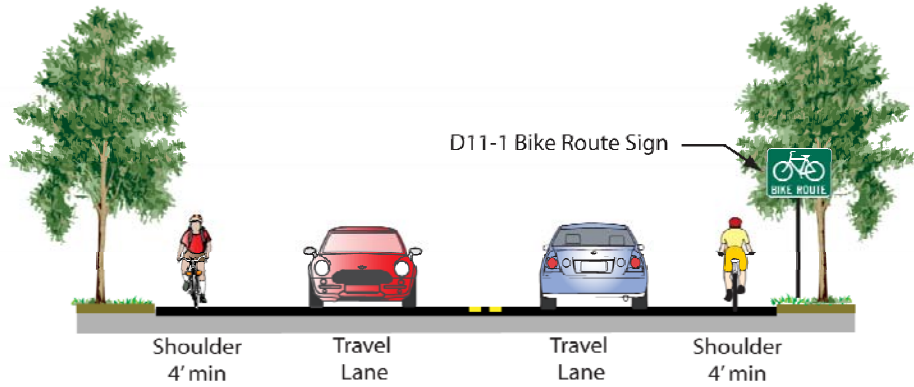 D11-1 Bike Route Sign
BIKE ROUTE
Shoulder
4' min
Travel
Lane
Travel
Lane
Shoulder
4' min